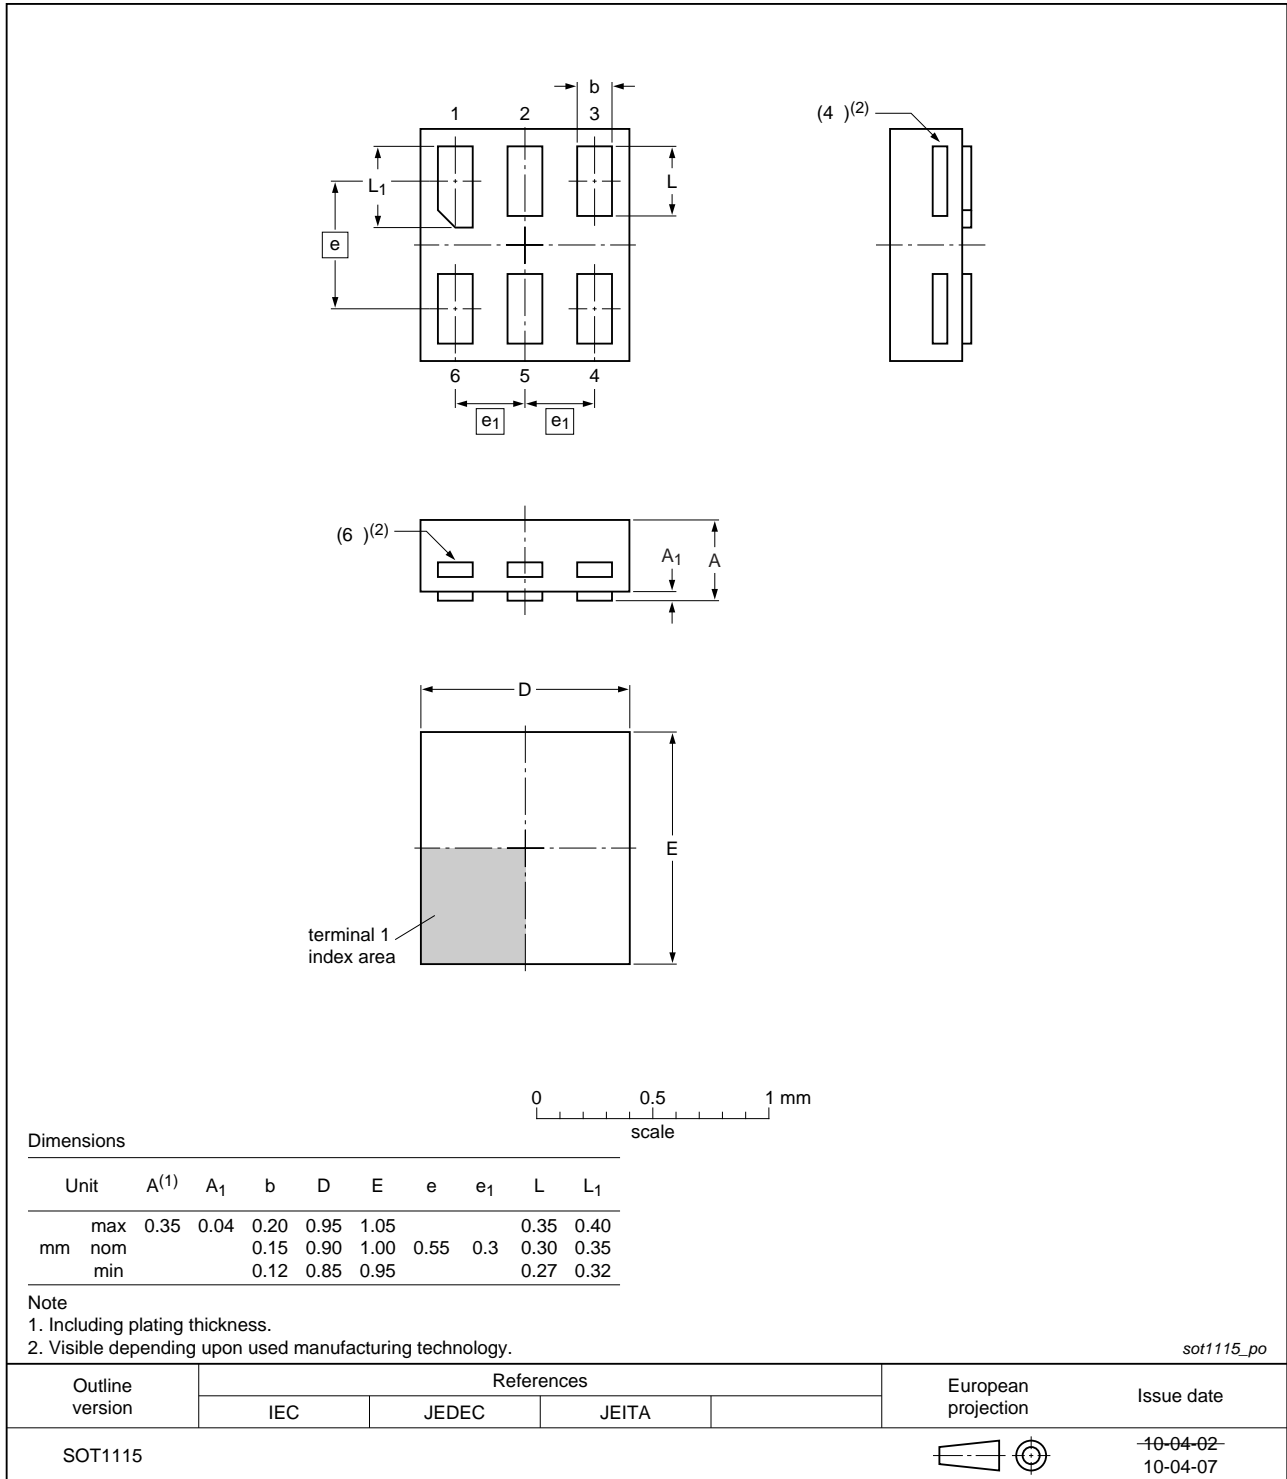 b
1 2 3
(4 )(2)
L1
L
e
6 5 4
e1 e1
(6 )(2)
A1 A
D
E
terminal 1
index area
0 0.5 1 mm
scale
Dimensions
Unit A(1) A1 b D E e e1 L L1
max 0.35 0.04 0.20 0.95 1.05 0.35 0.40
mm nom 0.15 0.90 1.00 0.55 0.3 0.30 0.35
min 0.12 0.85 0.95 0.27 0.32
Note
1. Including plating thickness.
2. Visible depending upon used manufacturing technology.
sot1115_po
Outline
version
References
IEC JEDEC JEITA
European
projection
Issue date
SOT1115
10-04-02
10-04-07